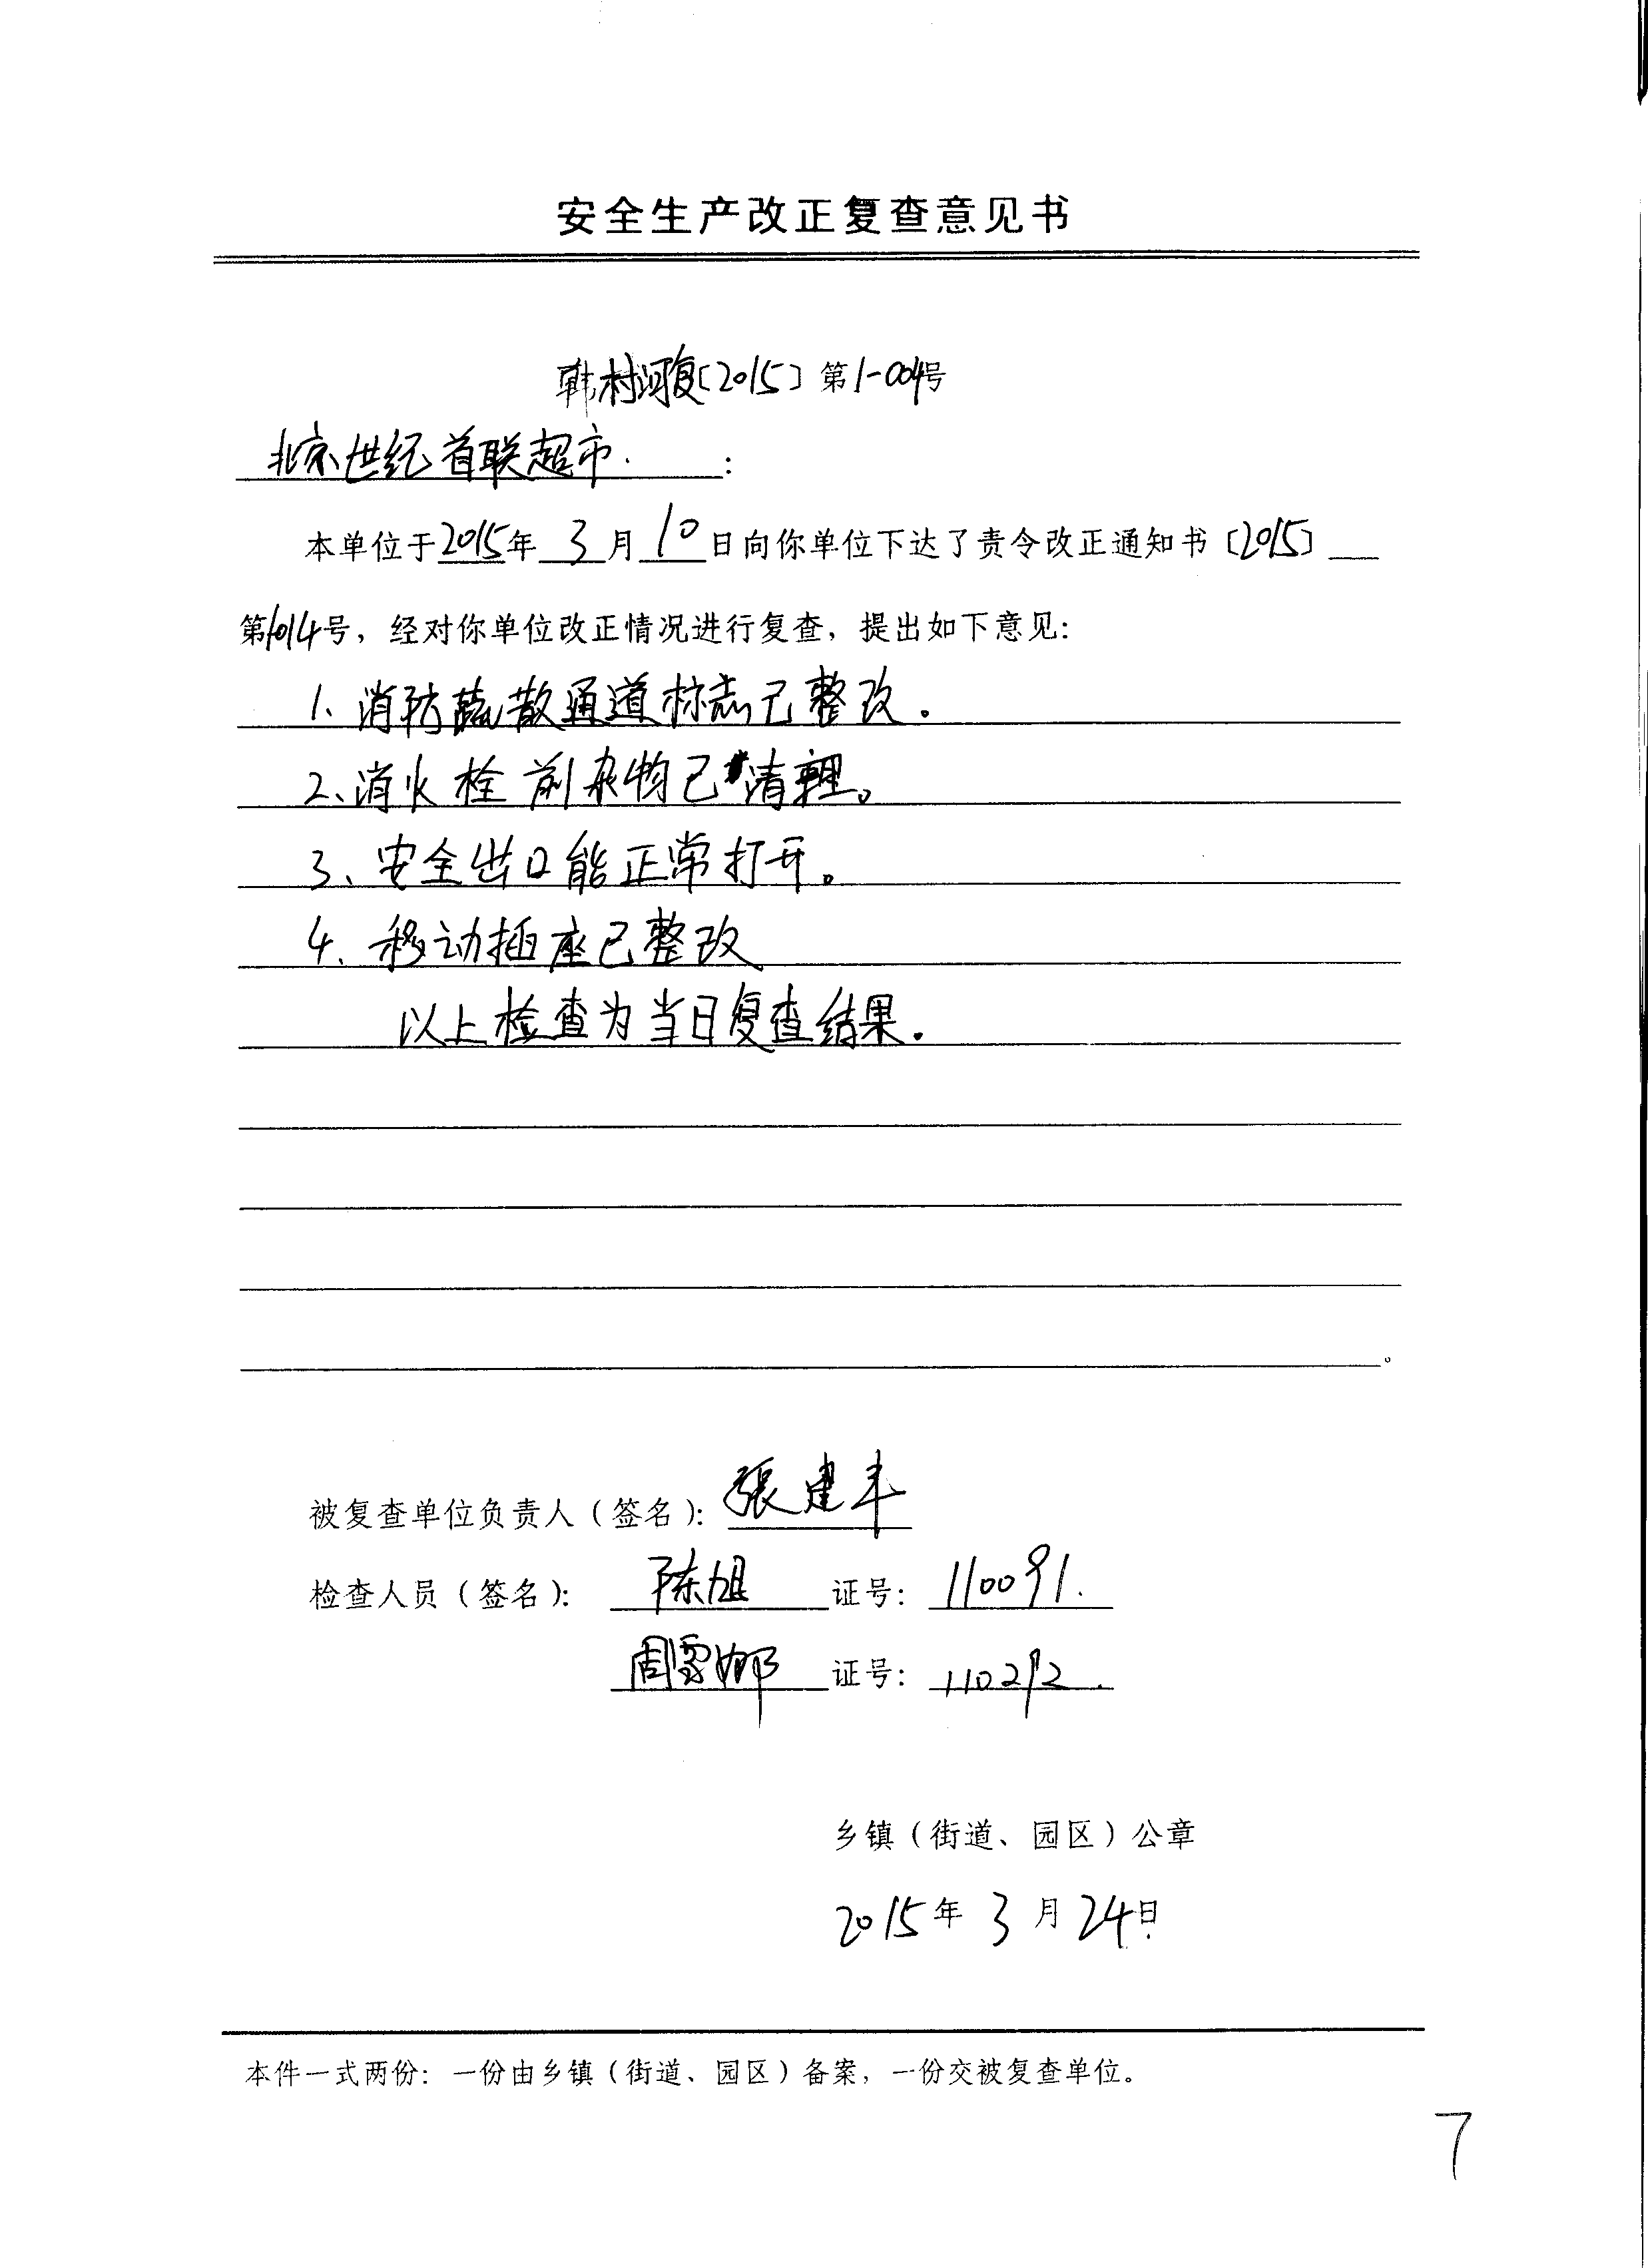 安全生产改正复查意见书
韩村河复〔2015〕第1-004号
北京世纪首联超市.:
本单位于2015年3月10日向你单位下达了责令改正通知书〔2015〕
第1014号，经对你单位改正情况进行复查，提出如下意见：
1、消防蔬散通道标志已整改.
2、消火栓前杂物已清理。
3、安全出口能正常打开。
4、移动插座已整改
以上检查为当日复查结果.
。
被复查单位负责人（签名）：張建丰
检查人员（签名）：陈旭 证号：110091.
周雪娜 证号：110292.
乡镇（街道、园区）公章
2015年3月24日
本件一式两份：一份由乡镇（街道、园区）备案，一份交被复查单位。
7